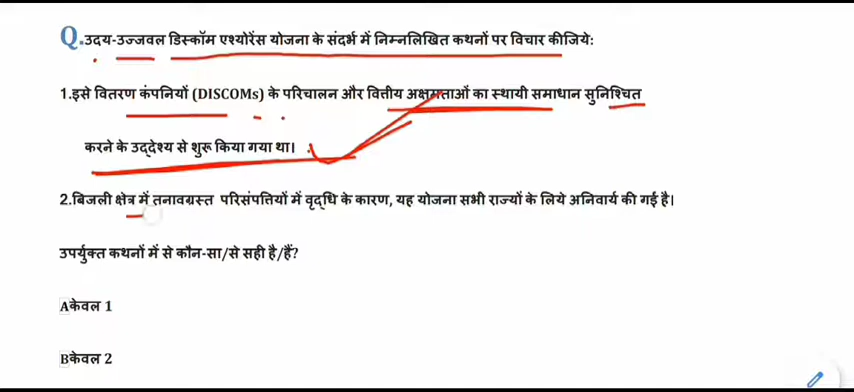 Q.उदय-उज्जवल डिस्कॉम एश्योरेंस योजना के संदर्भ में निम्नलिखित कथनों पर विचार कीजिये:
1.इसे वितरण कंपनियों (DISCOMs) के परिचालन और वित्तीय अक्षमताओं का स्थायी समाधान सुनिश्चित
करने के उद्देश्य से शुरू किया गया था।
2.बिजली क्षेत्र में तनावग्रस्त परिसंपत्तियों में वृद्धि के कारण, यह योजना सभी राज्यों के लिये अनिवार्य की गई है।
उपर्युक्त कथनों में से कौन-सा/से सही है/हैं?
Aकेवल 1
Bकेवल 2